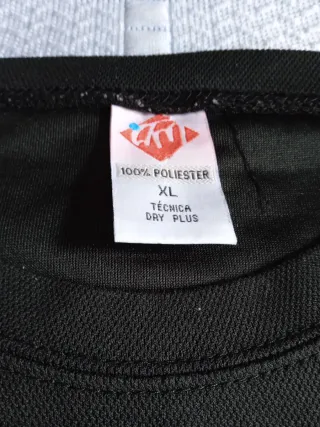 100% POLIESTER
XL
TÉCNICA
DRY PLUS